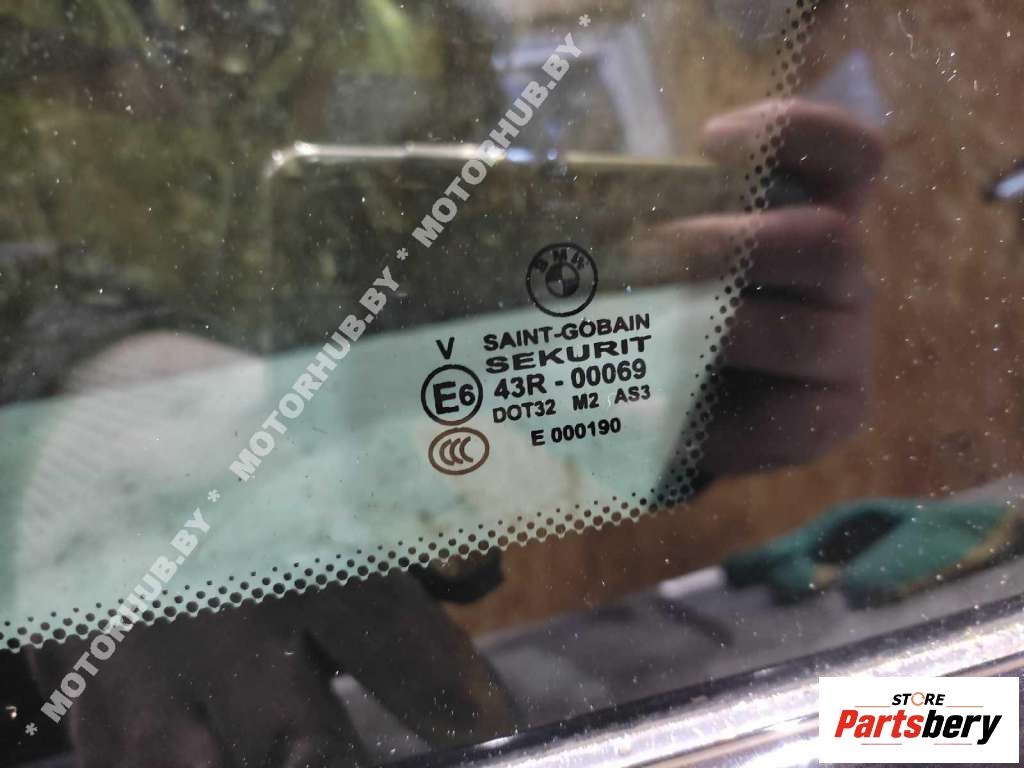 BMW
SAINT-GOBAIN
SEKURIT
V
E6
43R - 00069
DOT32 M2 AS3
CCC
E 000190
* MOTORHUB.BY * MOTORHUB.BY * MOTORHUB.BY *
STORE
Partsbery